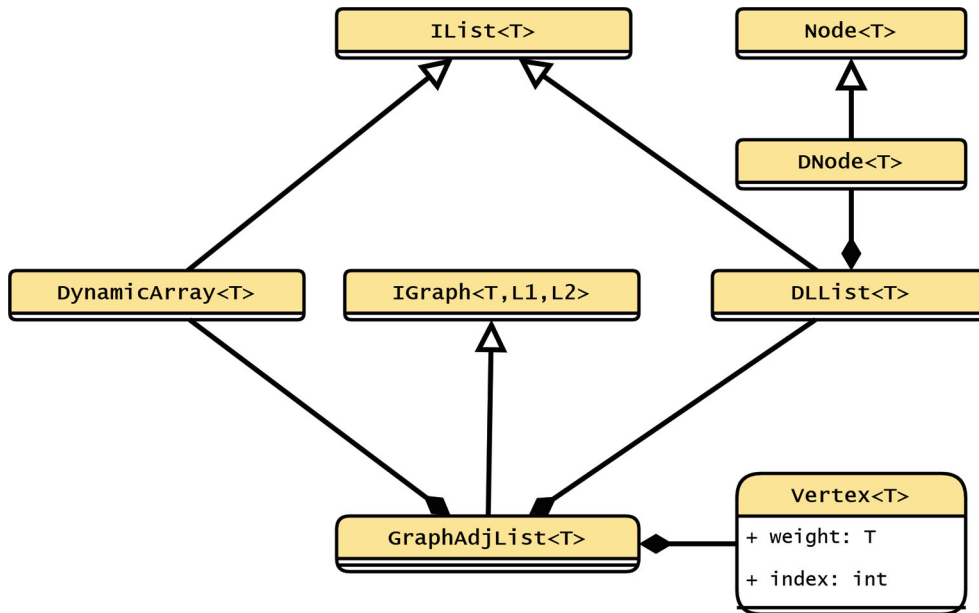 IList<T>
Node<T>
DNode<T>
DynamicArray<T>
IGraph<T,L1,L2>
DLList<T>
GraphAdjList<T>
Vertex<T>
+ weight: T
+ index: int